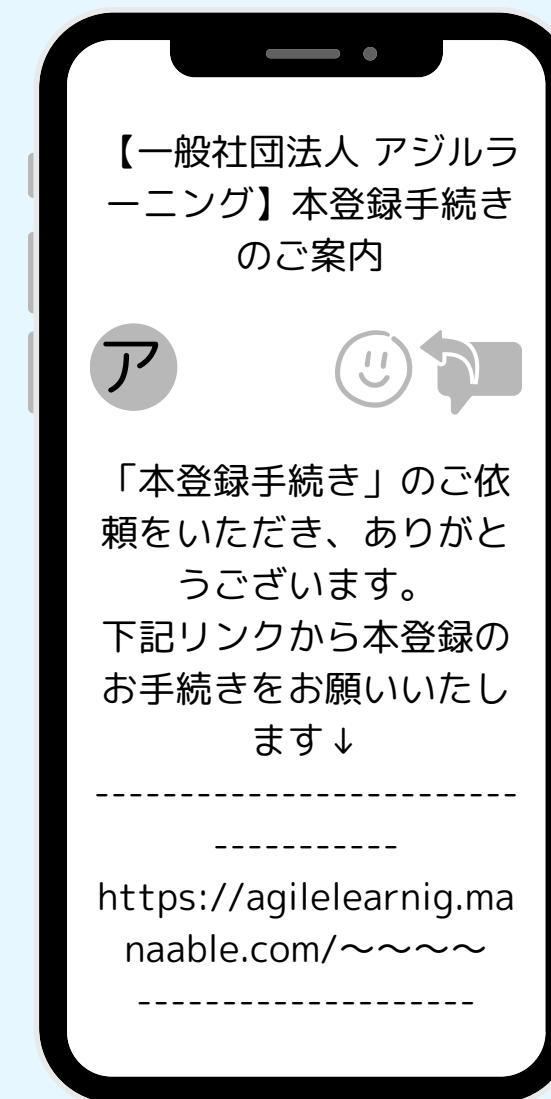 【一般社団法人 アジルラ
ーニング】本登録手続き
のご案内
ア
「本登録手続き」のご依
頼をいただき、ありがと
うございます。
下記リンクから本登録の
お手続きをお願いいたし
ます↓
-------------------------
-----------
https://agilelearnig.ma
naable.com/〜〜〜〜
--------------------